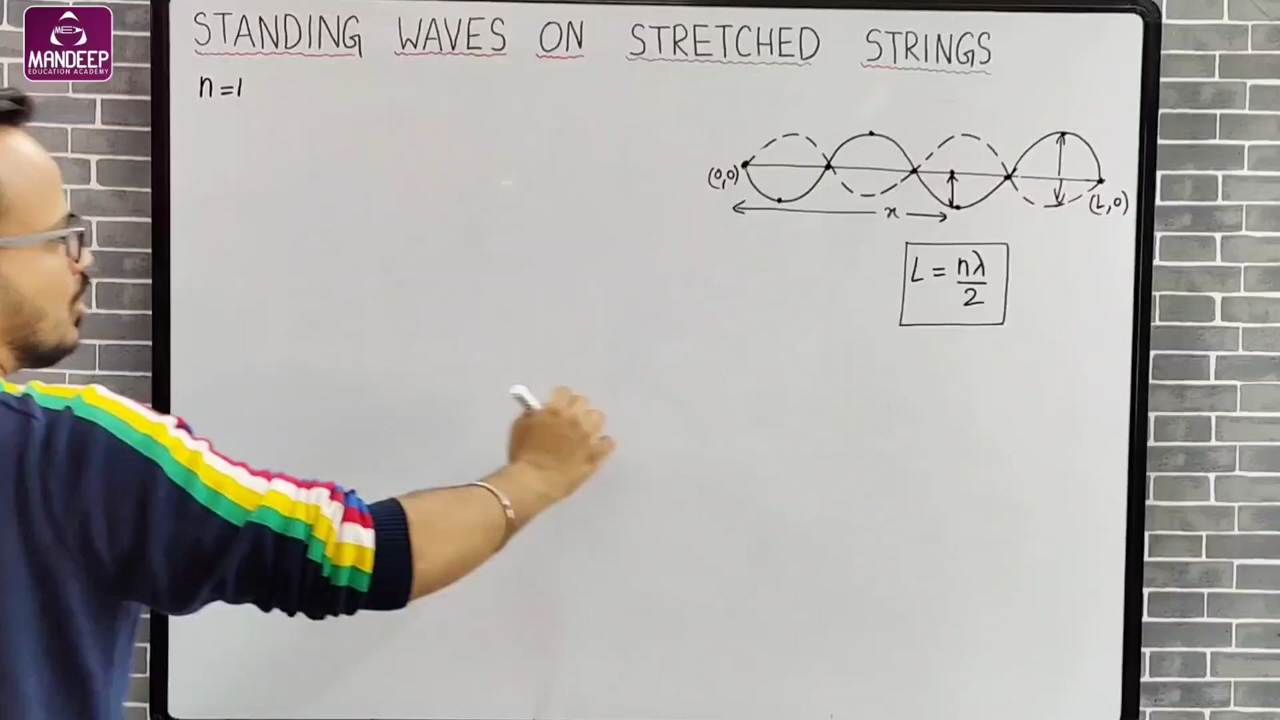 MANDEEP
EDUCATION ACADEMY
STANDING WAVES ON STRETCHED STRINGS
n=1
(0,0)
x
(L,0)
L = nλ/2